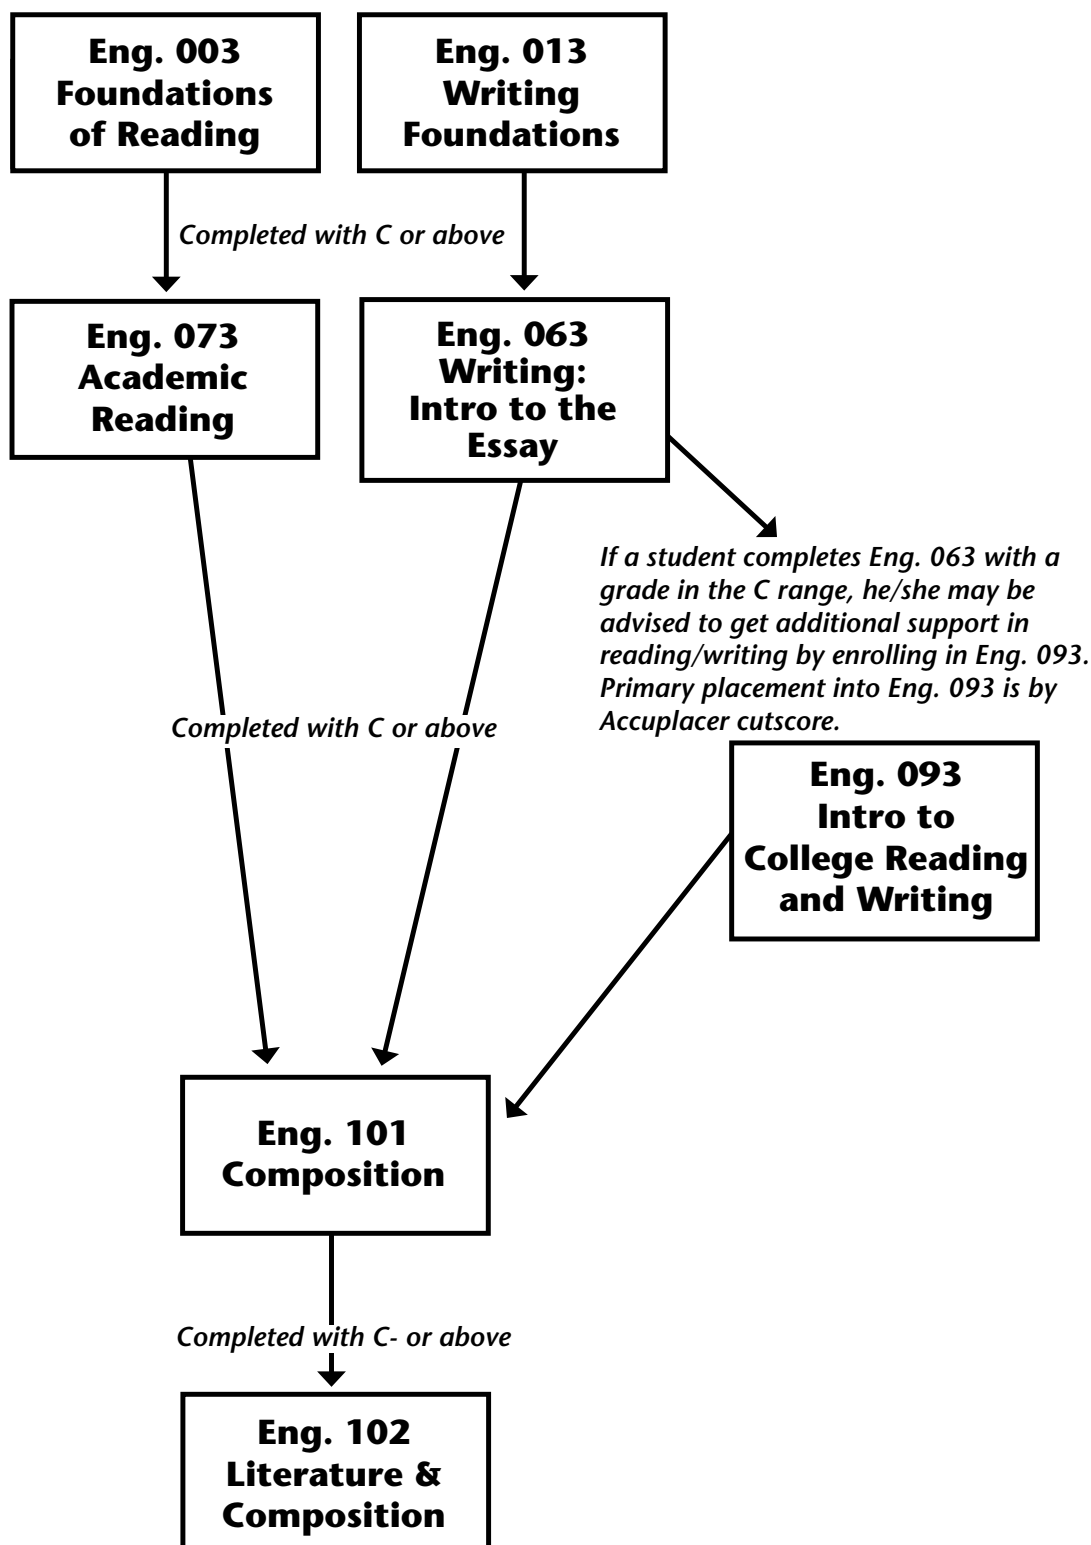 Eng. 003
Foundations
of Reading
Eng. 013
Writing
Foundations
Completed with C or above
Eng. 073
Academic
Reading
Eng. 063
Writing:
Intro to the
Essay
If a student completes Eng. 063 with a
grade in the C range, he/she may be
advised to get additional support in
reading/writing by enrolling in Eng. 093.
Primary placement into Eng. 093 is by
Accuplacer cutscore.
Completed with C or above
Eng. 093
Intro to
College Reading
and Writing
Eng. 101
Composition
Completed with C- or above
Eng. 102
Literature &
Composition